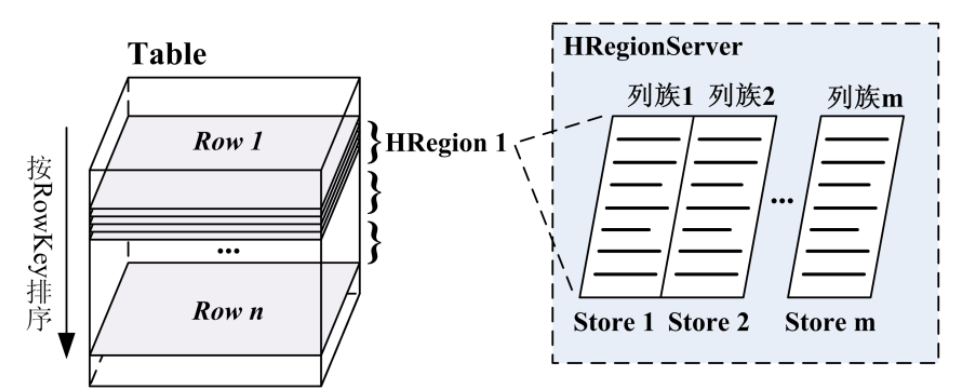 Table
按RowKey排序
Row 1
...
Row n
HRegion 1
HRegionServer
列族1 列族2 列族m
...
Store 1 Store 2 Store m